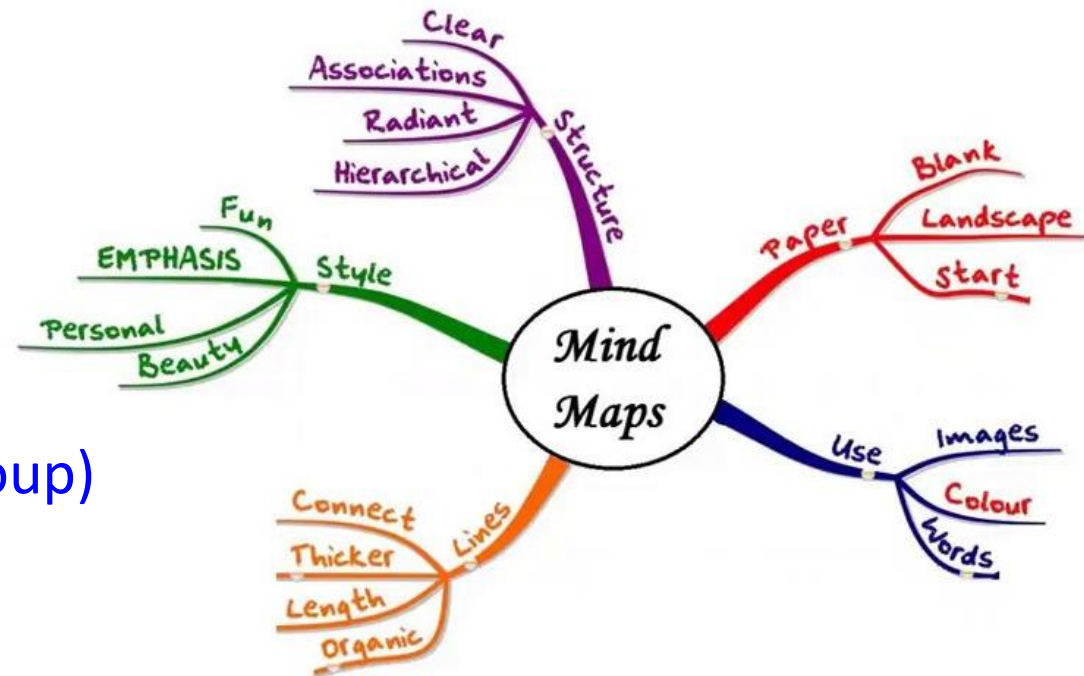 Mind
Maps
Structure
Clear
Associations
Radiant
Hierarchical
Paper
Blank
Landscape
Start
Use
Images
Colour
Words
Lines
Connect
Thicker
Length
Organic
Style
Fun
EMPHASIS
Personal
Beauty
oup)